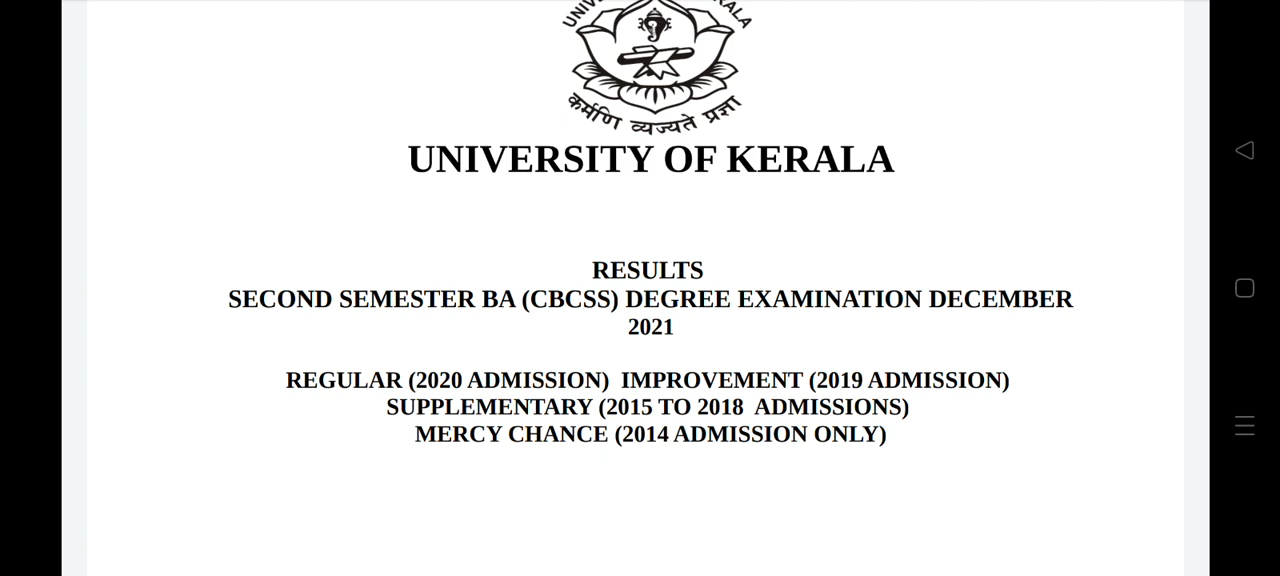 कर्मणि व्यज्यते प्रज्ञा
UNIVERSITY OF KERALA
RESULTS
SECOND SEMESTER BA (CBCSS) DEGREE EXAMINATION DECEMBER
2021
REGULAR (2020 ADMISSION)  IMPROVEMENT (2019 ADMISSION)
SUPPLEMENTARY (2015 TO 2018  ADMISSIONS)
MERCY CHANCE (2014 ADMISSION ONLY)